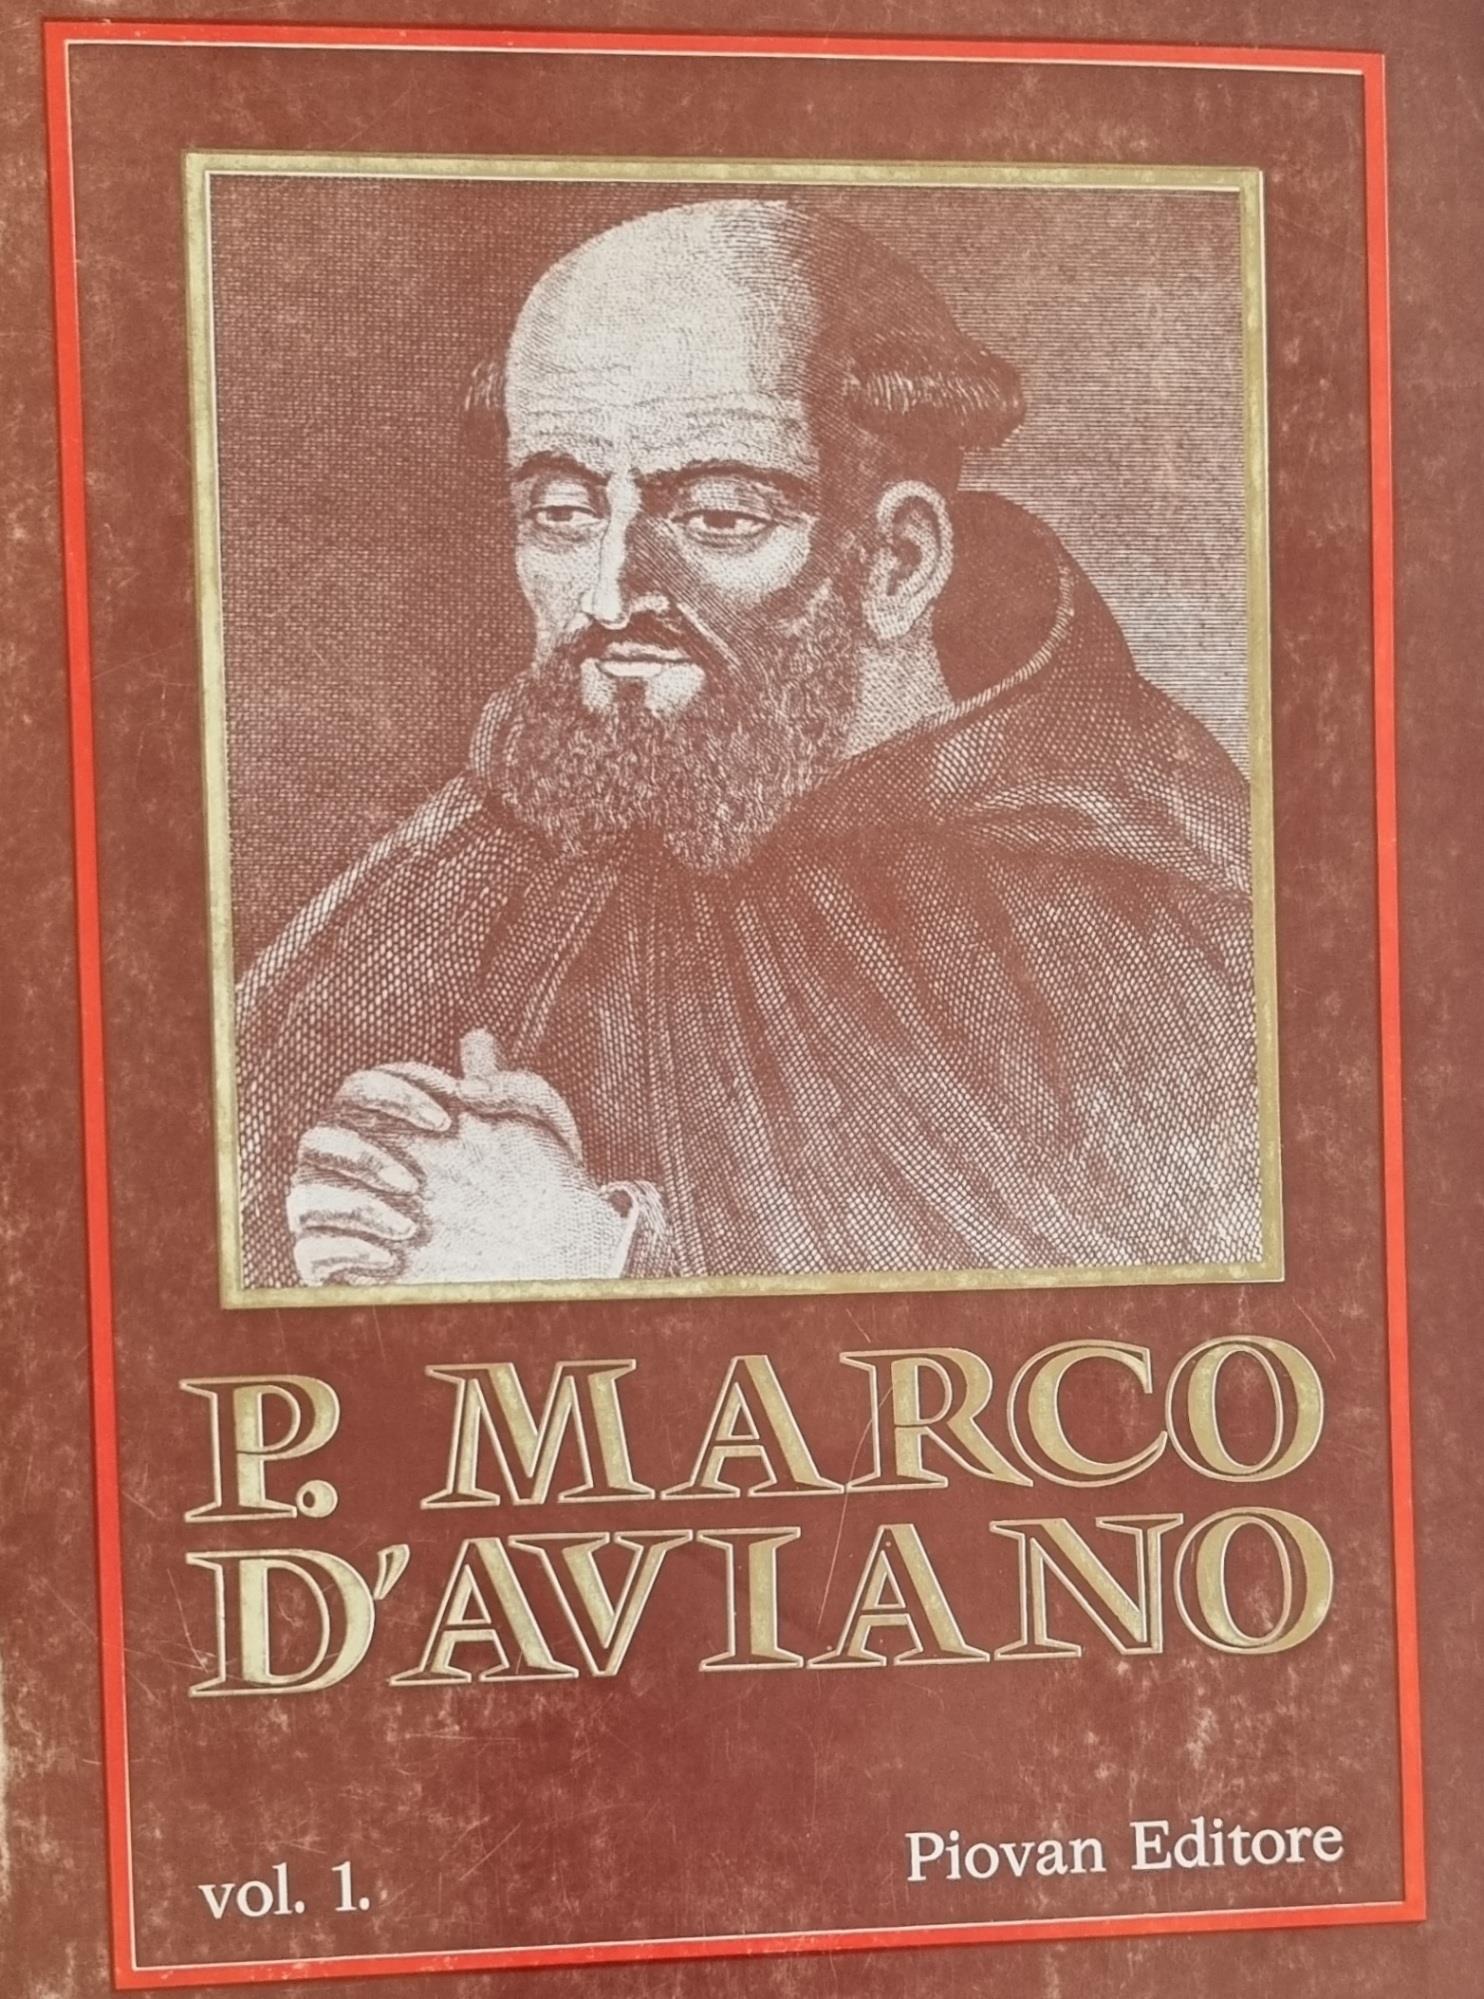 P. MARCO
D'AVIANO
vol. 1.
Piovan Editore